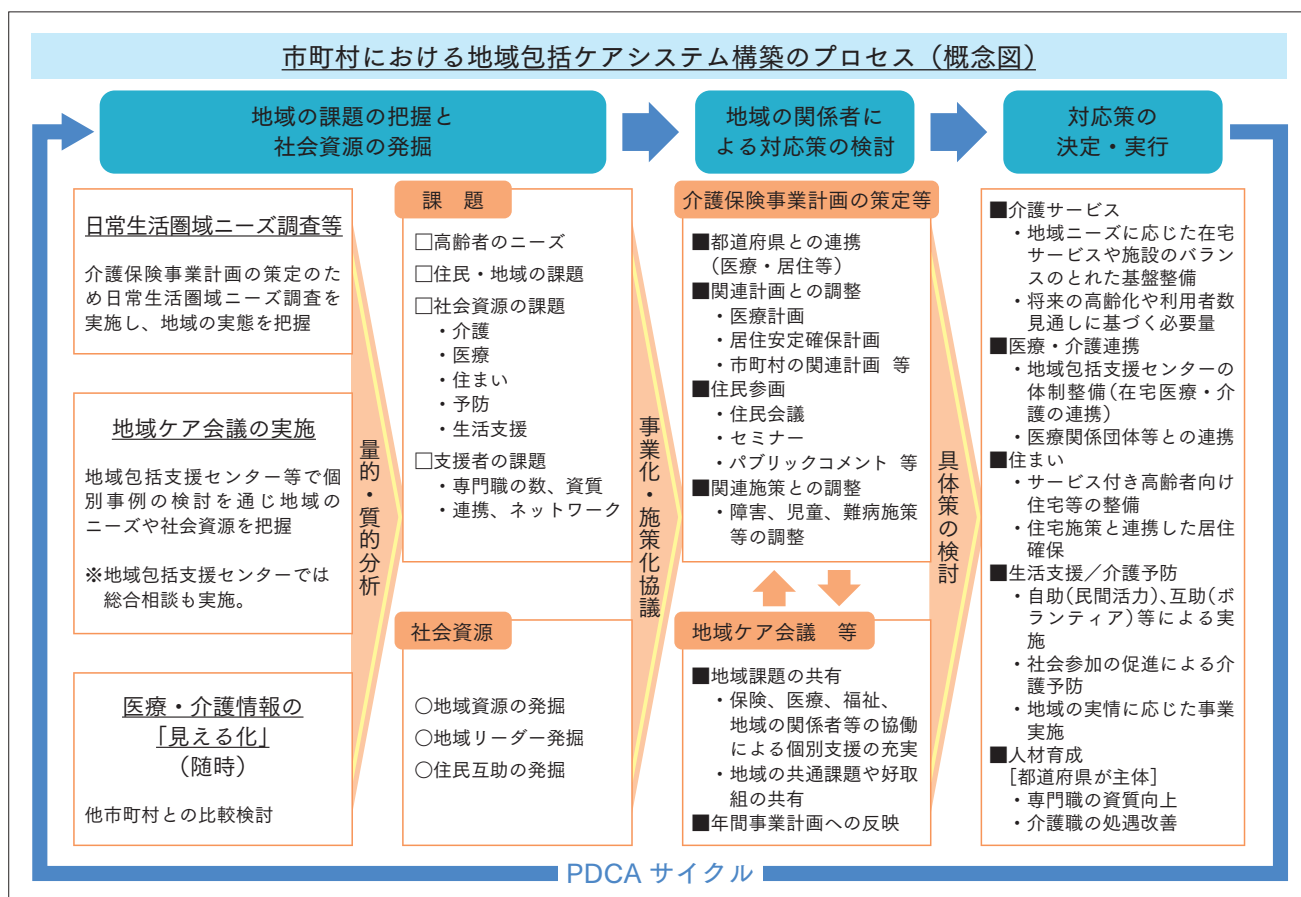 市町村における地域包括ケアシステム構築のプロセス（概念図）
地域の課題の把握と
社会資源の発掘
地域の関係者に
よる対応策の検討
対応策の
決定・実行
日常生活圏域ニーズ調査等
介護保険事業計画の策定のた
め日常生活圏域ニーズ調査を
実施し、地域の実態を把握
地域ケア会議の実施
地域包括支援センター等で個
別事例の検討を通じ地域の
ニーズや社会資源を把握
※地域包括支援センターでは
総合相談も実施。
医療・介護情報の
「見える化」
（随時）
他市町村との比較検討
量的・質的分析
課　題
□高齢者のニーズ
□住民・地域の課題
□社会資源の課題
・介護
・医療
・住まい
・予防
・生活支援
□支援者の課題
・専門職の数、資質
・連携、ネットワーク
社会資源
○地域資源の発掘
○地域リーダー発掘
○住民互助の発掘
事業化・施策化協議
介護保険事業計画の策定等
■都道府県との連携
（医療・居住等）
■関連計画との調整
・医療計画
・居住安定確保計画
・市町村の関連計画 等
■住民参画
・住民会議
・セミナー
・パブリックコメント 等
■関連施策との調整
・障害、児童、難病施策
等の調整
地域ケア会議　等
■地域課題の共有
・保険、医療、福祉、
地域の関係者等の協働
による個別支援の充実
・地域の共通課題や好取
組の共有
■年間事業計画への反映
具体策の検討
■介護サービス
・地域ニーズに応じた在宅
サービスや施設のバラン
スのとれた基盤整備
・将来の高齢化や利用者数
見通しに基づく必要量
■医療・介護連携
・地域包括支援センターの
体制整備（在宅医療・介
護の連携）
・医療関係団体等との連携
■住まい
・サービス付き高齢者向け
住宅等の整備
・住宅施策と連携した居住
確保
■生活支援／介護予防
・自助（民間活力）、互助（ボ
ランティア）等による実
施
・社会参加の促進による介
護予防
・地域の実情に応じた事業
実施
■人材育成
［都道府県が主体］
・専門職の資質向上
・介護職の処遇改善
PDCA サイクル